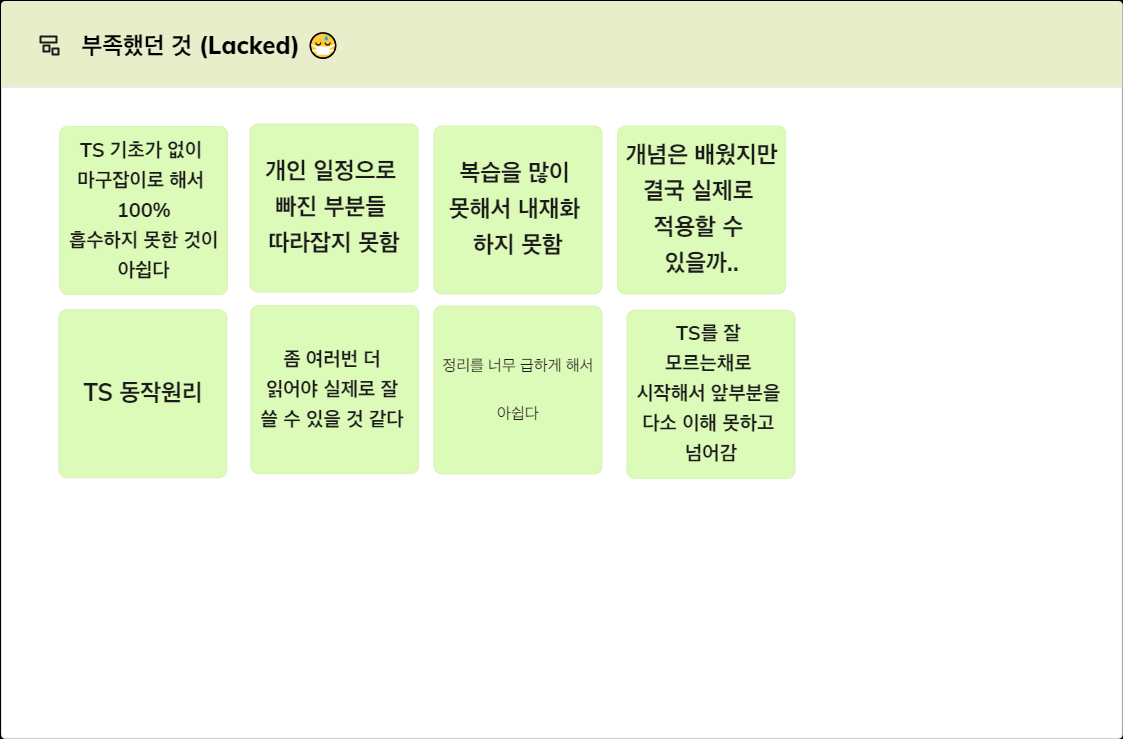 부족했던 것 (Lacked) 😷
TS 기초가 없이
마구잡이로 해서
100%
흡수하지 못한 것이
아쉽다
개인 일정으로
빠진 부분들
따라잡지 못함
복습을 많이
못해서 내재화
하지 못함
개념은 배웠지만
결국 실제로
적용할 수
있을까..
TS 동작원리
좀 여러번 더
읽어야 실제로 잘
쓸 수 있을 것 같다
정리를 너무 급하게 해서
아쉽다
TS를 잘
모르는채로
시작해서 앞부분을
다소 이해 못하고
넘어감